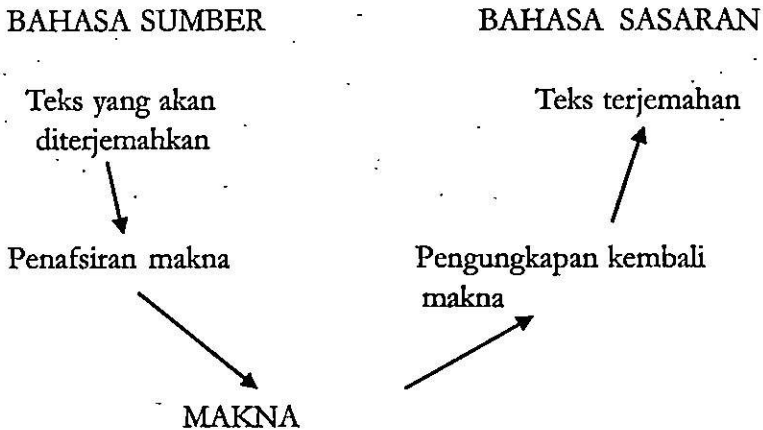 BAHASA SUMBER
BAHASA SASARAN
Teks yang akan
diterjemahkan
Teks terjemahan
Penafsiran makna
Pengungkapan kembali
makna
MAKNA